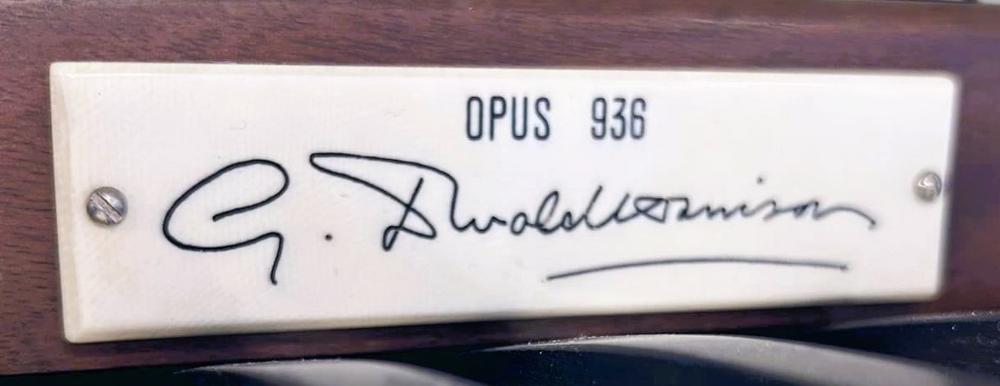 OPUS 936
G. Donald Harrison